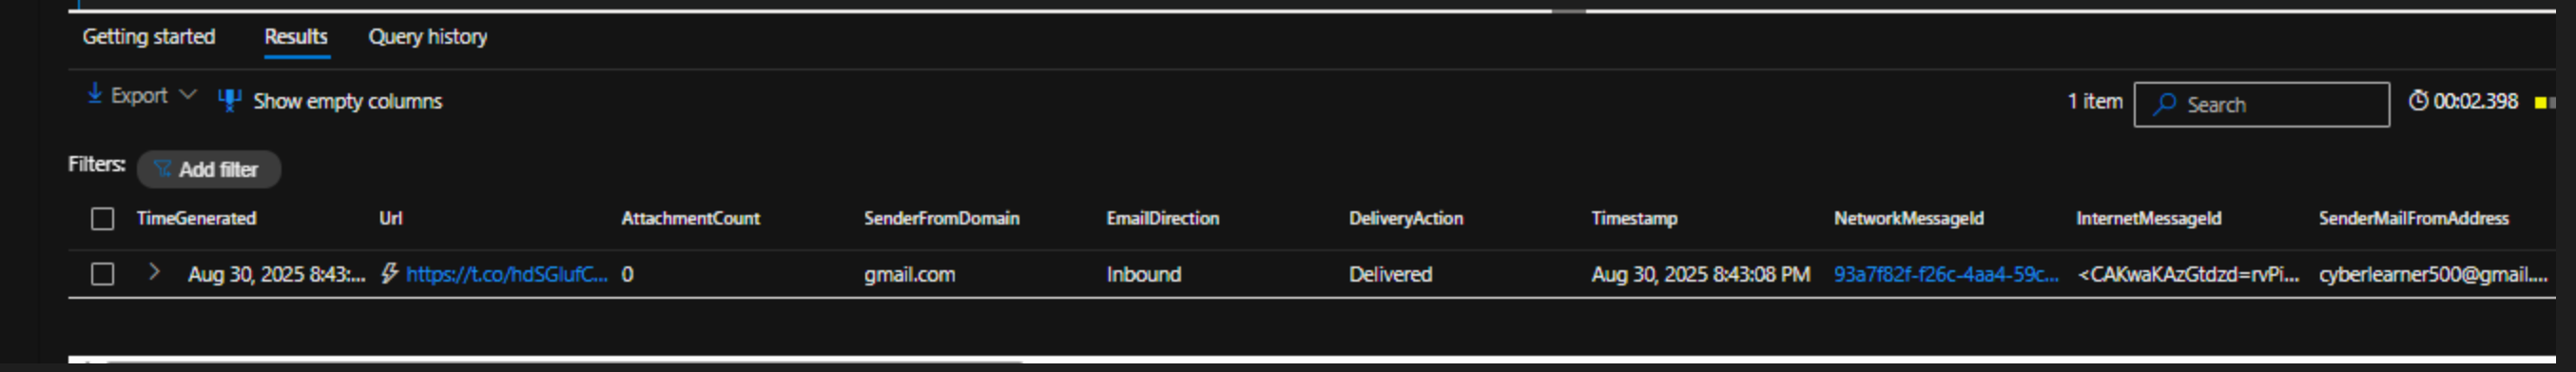 Getting started Results Query history
Export Show empty columns 1 item Search 00:02.398
Filters: Add filter
TimeGenerated Url AttachmentCount SenderFromDomain EmailDirection DeliveryAction Timestamp NetworkMessageId InternetMessageId SenderMailFromAddress
Aug 30, 2025 8:43:... https://t.co/hdSGlufC... 0 gmail.com Inbound Delivered Aug 30, 2025 8:43:08 PM 93a7f82f-f26c-4aa4-59c... <CAKwaKAzGtdzd=rvPi... cyberlearner500@gmail....